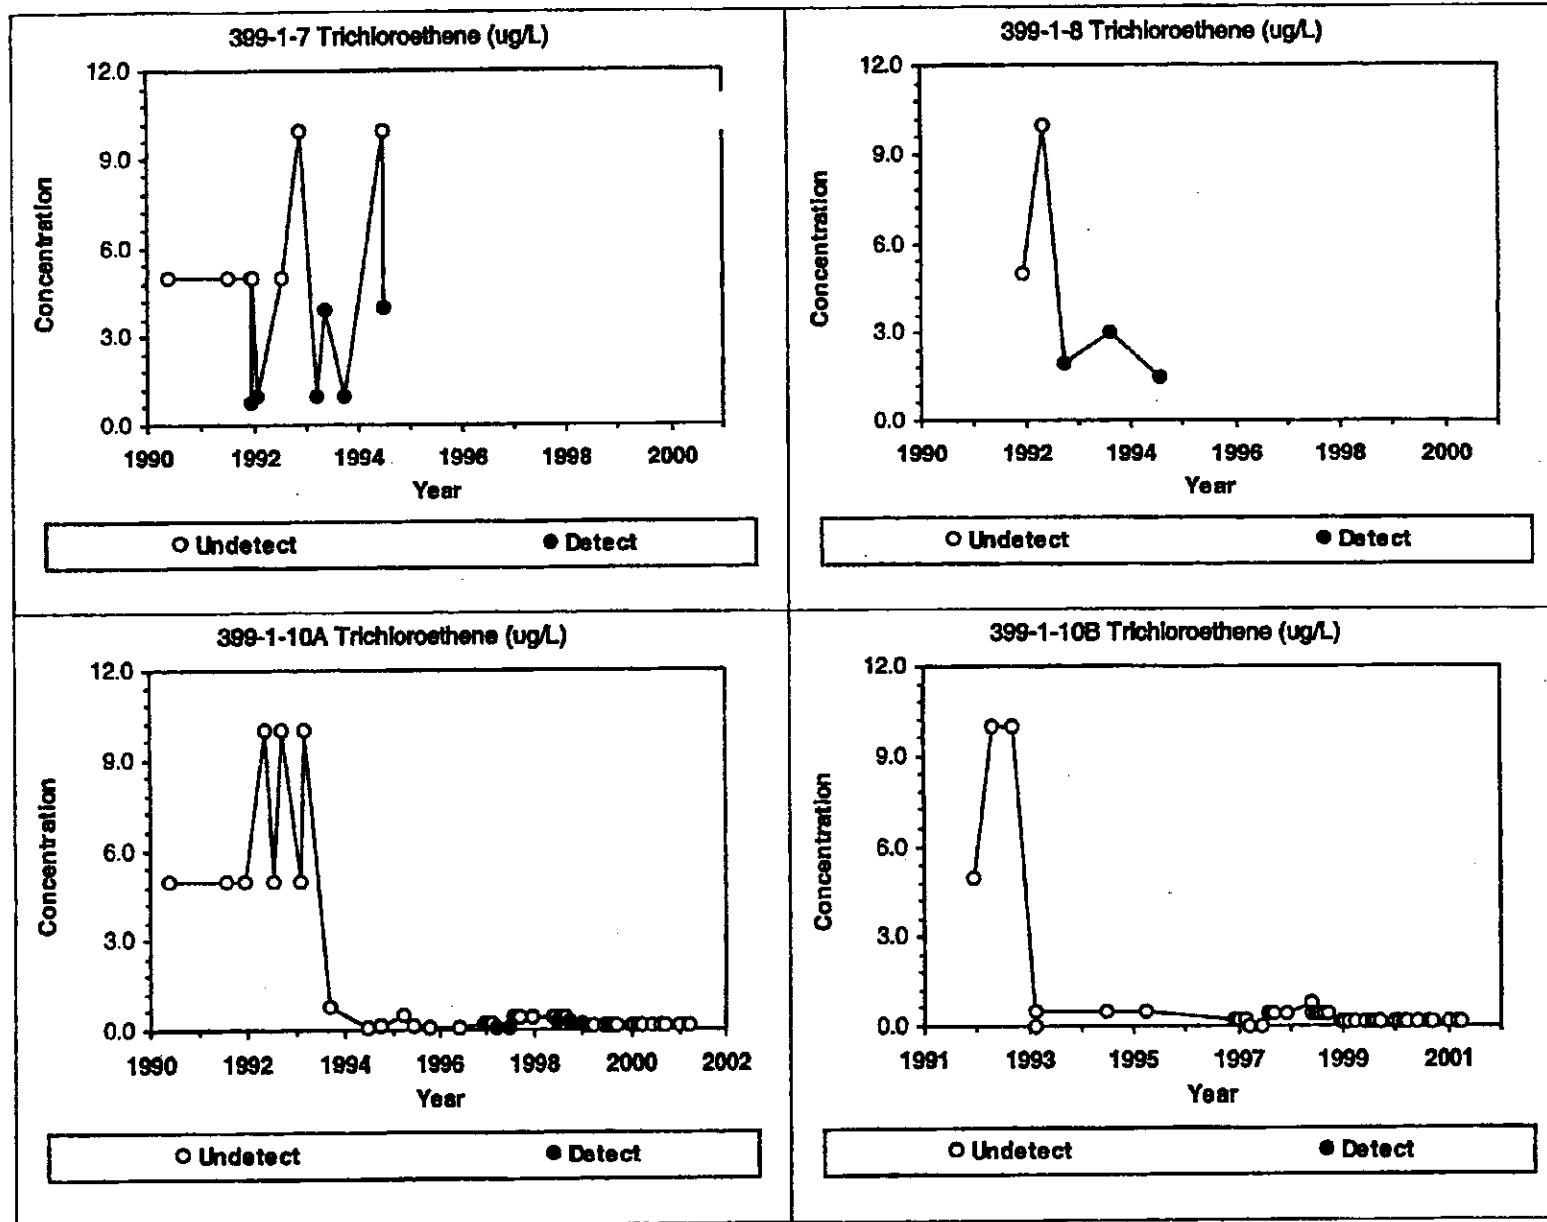 399-1-7 Trichloroethene (ug/L)
12.0
9.0
6.0
3.0
0.0
Concentration
1990 1992 1994 1996 1998 2000
Year
Undetect Detect
399-1-8 Trichloroethene (ug/L)
12.0
9.0
6.0
3.0
0.0
Concentration
1990 1992 1994 1996 1998 2000
Year
Undetect Detect
399-1-10A Trichloroethene (ug/L)
12.0
9.0
6.0
3.0
0.0
Concentration
1990 1992 1994 1996 1998 2000 2002
Year
Undetect Detect
399-1-10B Trichloroethene (ug/L)
12.0
9.0
6.0
3.0
0.0
Concentration
1991 1993 1995 1997 1999 2001
Year
Undetect Detect